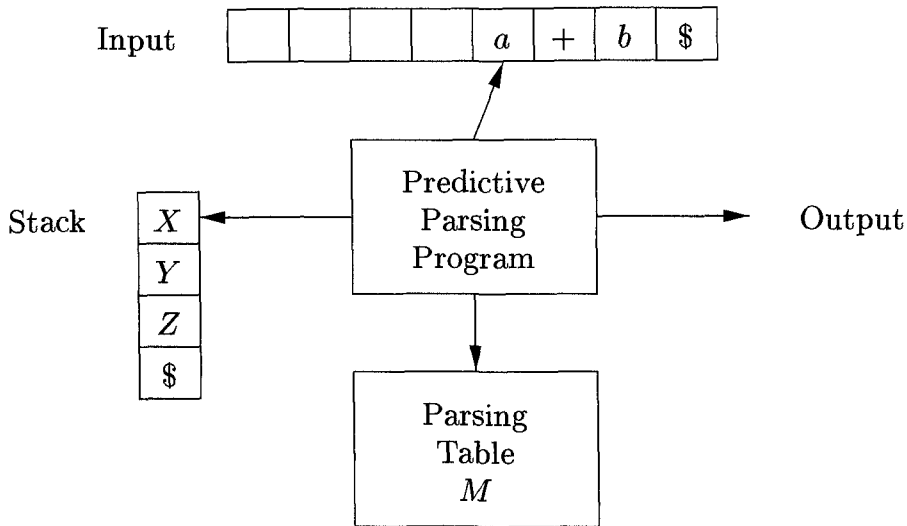 Input a + b $
Predictive
Parsing
Program
Stack
X
Y
Z
$
Output
Parsing
Table
M